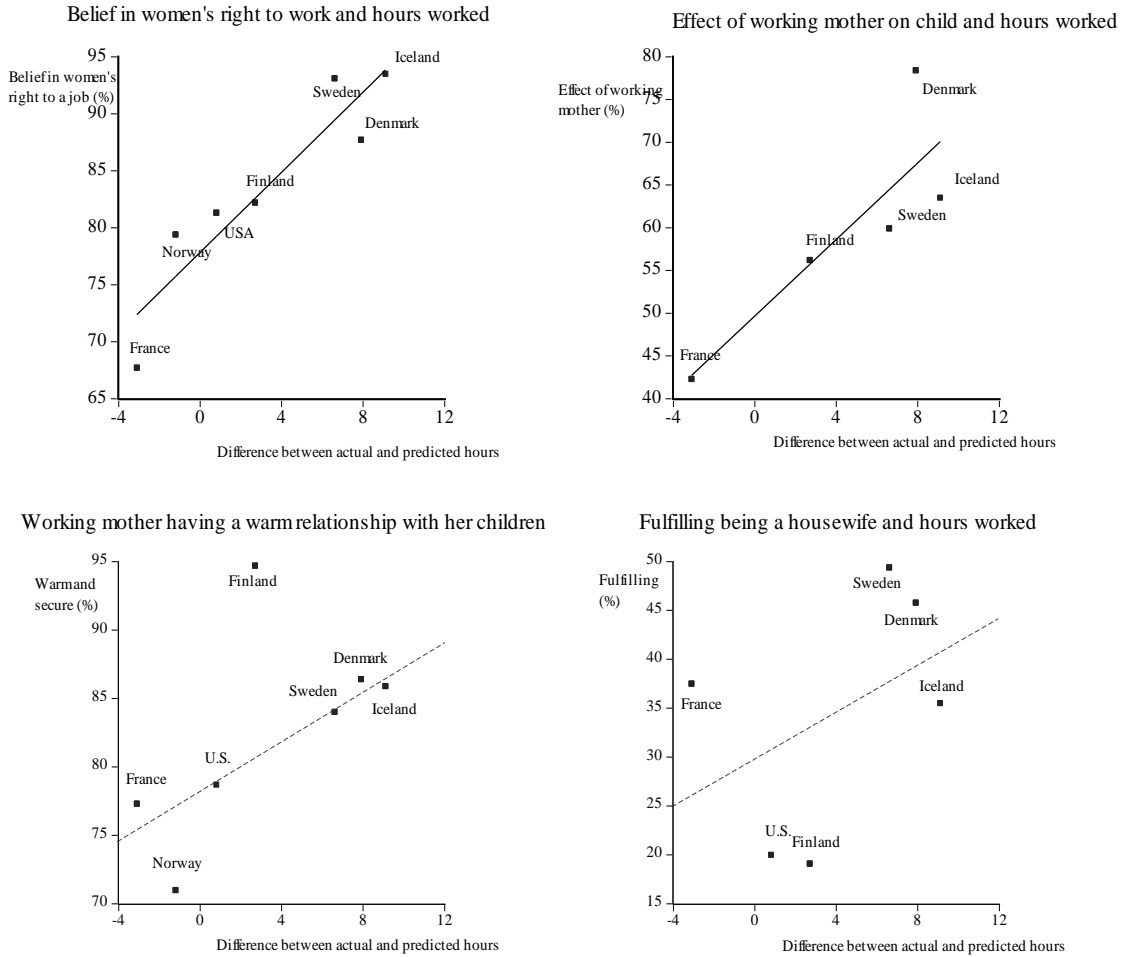 Belief in women's right to work and hours worked
Belief in women's
right to a job (%)
95
90
85
80
75
70
65
Iceland
Sweden
Denmark
Finland
USA
Norway
France
-4
0
4
8
12
Difference between actual and predicted hours
Effect of working mother on child and hours worked
Effect of working
mother (%)
80
75
70
65
60
55
50
45
40
Denmark
Iceland
Sweden
Finland
France
-4
0
4
8
12
Difference between actual and predicted hours
Working mother having a warm relationship with her children
Warm and
secure (%)
95
90
85
80
75
70
Finland
Denmark
Sweden
Iceland
U.S.
France
Norway
-4
0
4
8
12
Difference between actual and predicted hours
Fulfilling being a housewife and hours worked
Fulfilling
(%)
50
45
40
35
30
25
20
15
Sweden
Denmark
Iceland
France
U.S.
Finland
-4
0
4
8
12
Difference between actual and predicted hours